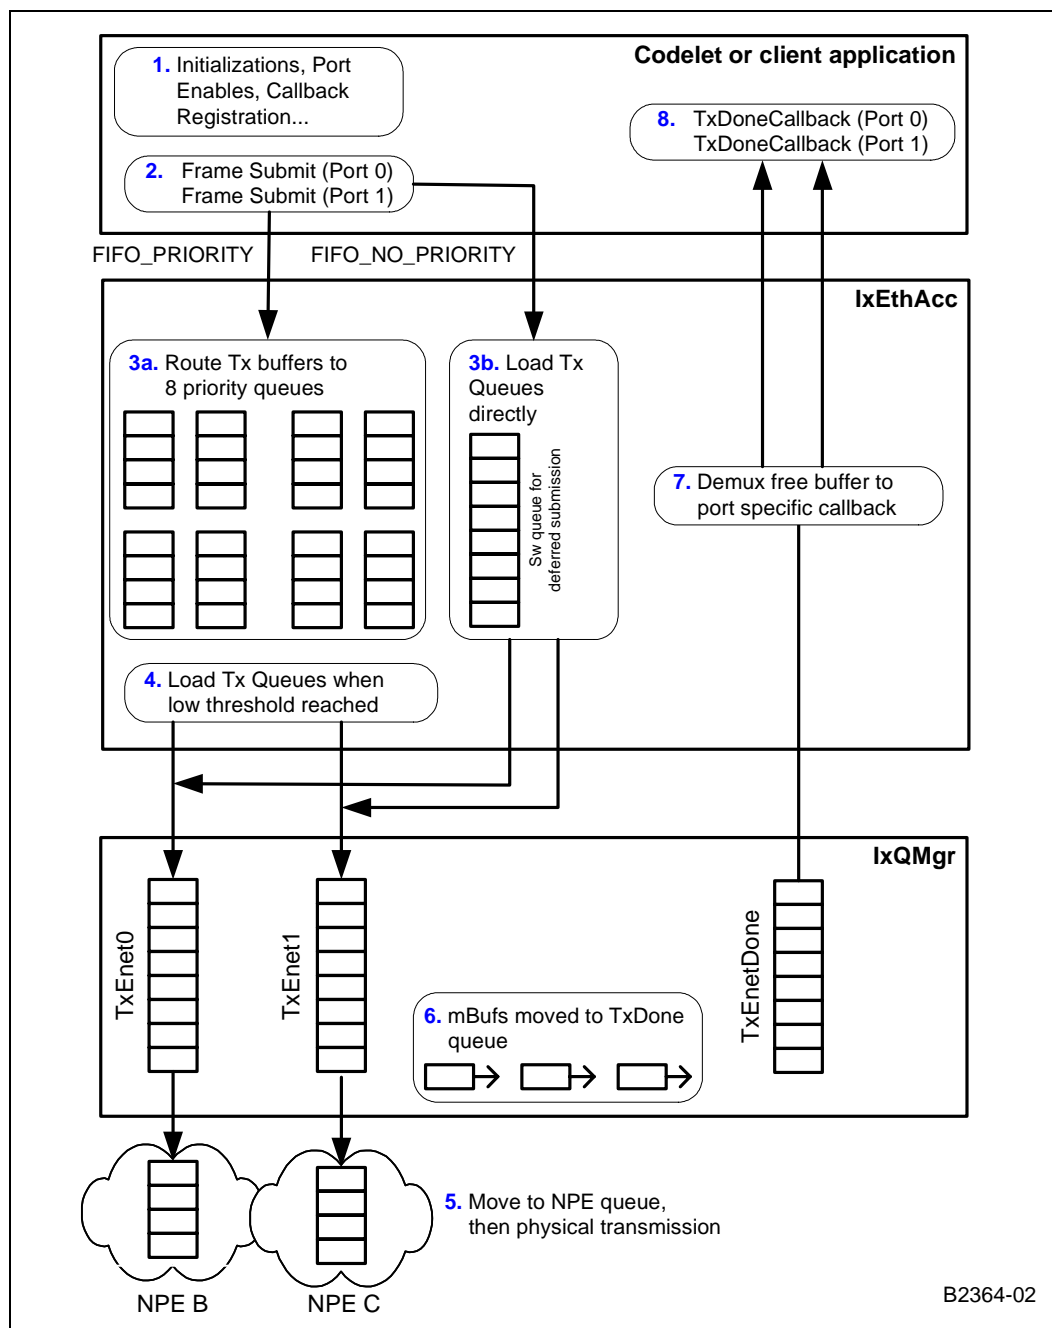 Codelet or client application
1. Initializations, Port
Enables, Callback
Registration...
8. TxDoneCallback (Port 0)
TxDoneCallback (Port 1)
2. Frame Submit (Port 0)
Frame Submit (Port 1)
FIFO_PRIORITY
FIFO_NO_PRIORITY
IxEthAcc
3a. Route Tx buffers to
8 priority queues
3b. Load Tx
Queues
directly
Sw queue for
deferred submission
7. Demux free buffer to
port specific callback
4. Load Tx Queues when
low threshold reached
IxQMgr
TxEnet0
TxEnet1
TxEnetDone
6. mBufs moved to TxDone
queue
5. Move to NPE queue,
then physical transmission
NPE B
NPE C
B2364-02